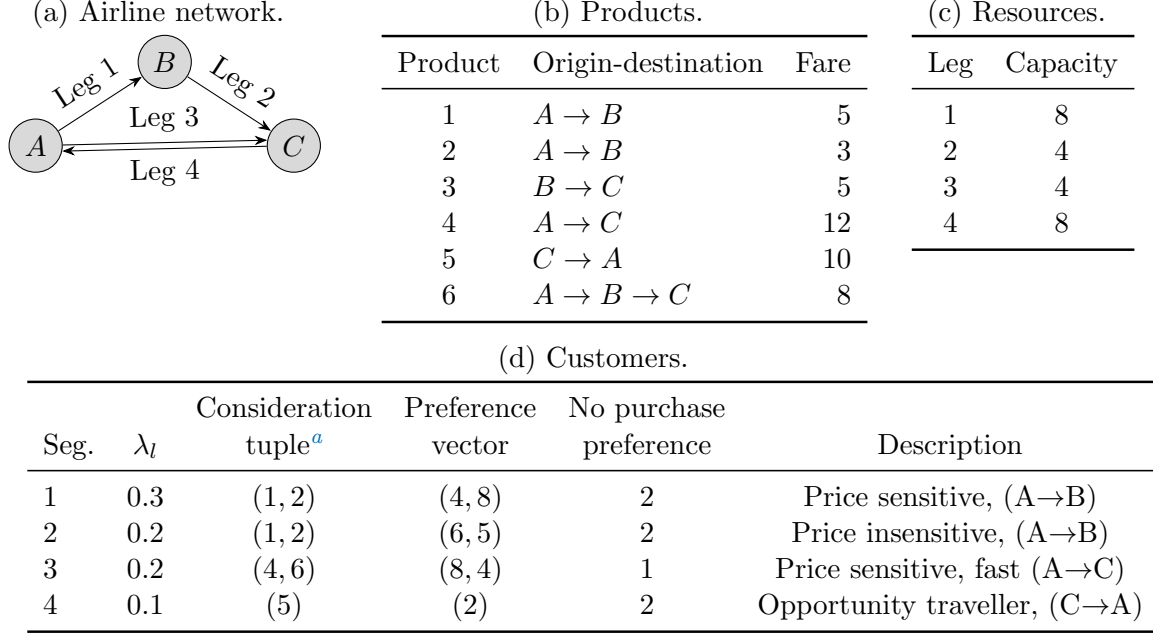 (a) Airline network.
A
B
C
Leg 1
Leg 2
Leg 3
Leg 4
(b) Products.
Product Origin-destination Fare
1 A → B 5
2 A → B 3
3 B → C 5
4 A → C 12
5 C → A 10
6 A → B → C 8
(c) Resources.
Leg Capacity
1 8
2 4
3 4
4 8
(d) Customers.
Consideration Preference No purchase
Seg. λl tuple a vector preference Description
1 0.3 (1, 2) (4, 8) 2 Price sensitive, (A→B)
2 0.2 (1, 2) (6, 5) 2 Price insensitive, (A→B)
3 0.2 (4, 6) (8, 4) 1 Price sensitive, fast (A→C)
4 0.1 (5) (2) 2 Opportunity traveller, (C→A)